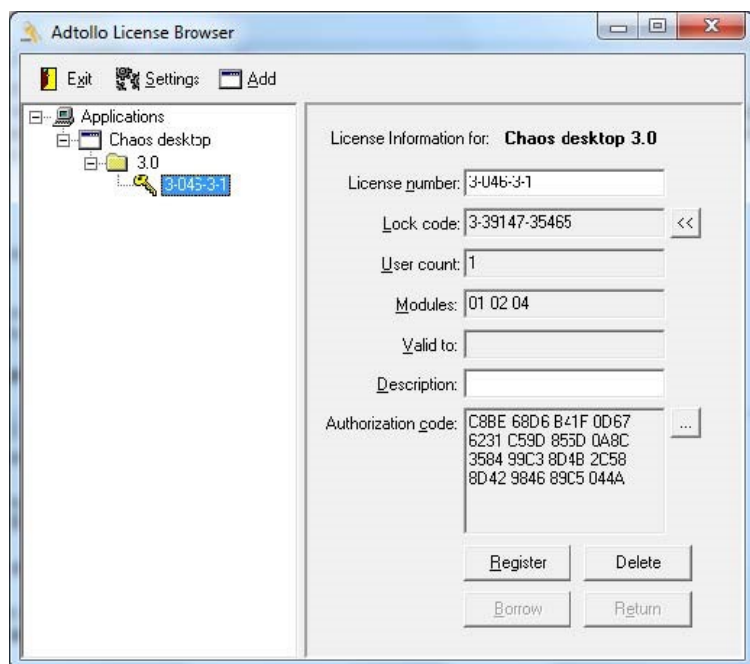 Adtollo License Browser
Exit Settings Add
Applications
Chaos desktop
3.0
3-046-3-1
License Information for: Chaos desktop 3.0
License number: 3-046-3-1
Lock code: 3-39147-35465 <<
User count: 1
Modules: 01 02 04
Valid to:
Description:
Authorization code: C8BE 68D6 B41F 0D67 ...
6231 C59D 855D 0A8C
3584 99C3 8D4B 2C58
8D42 9846 89C5 044A
Register Delete
Borrow Return